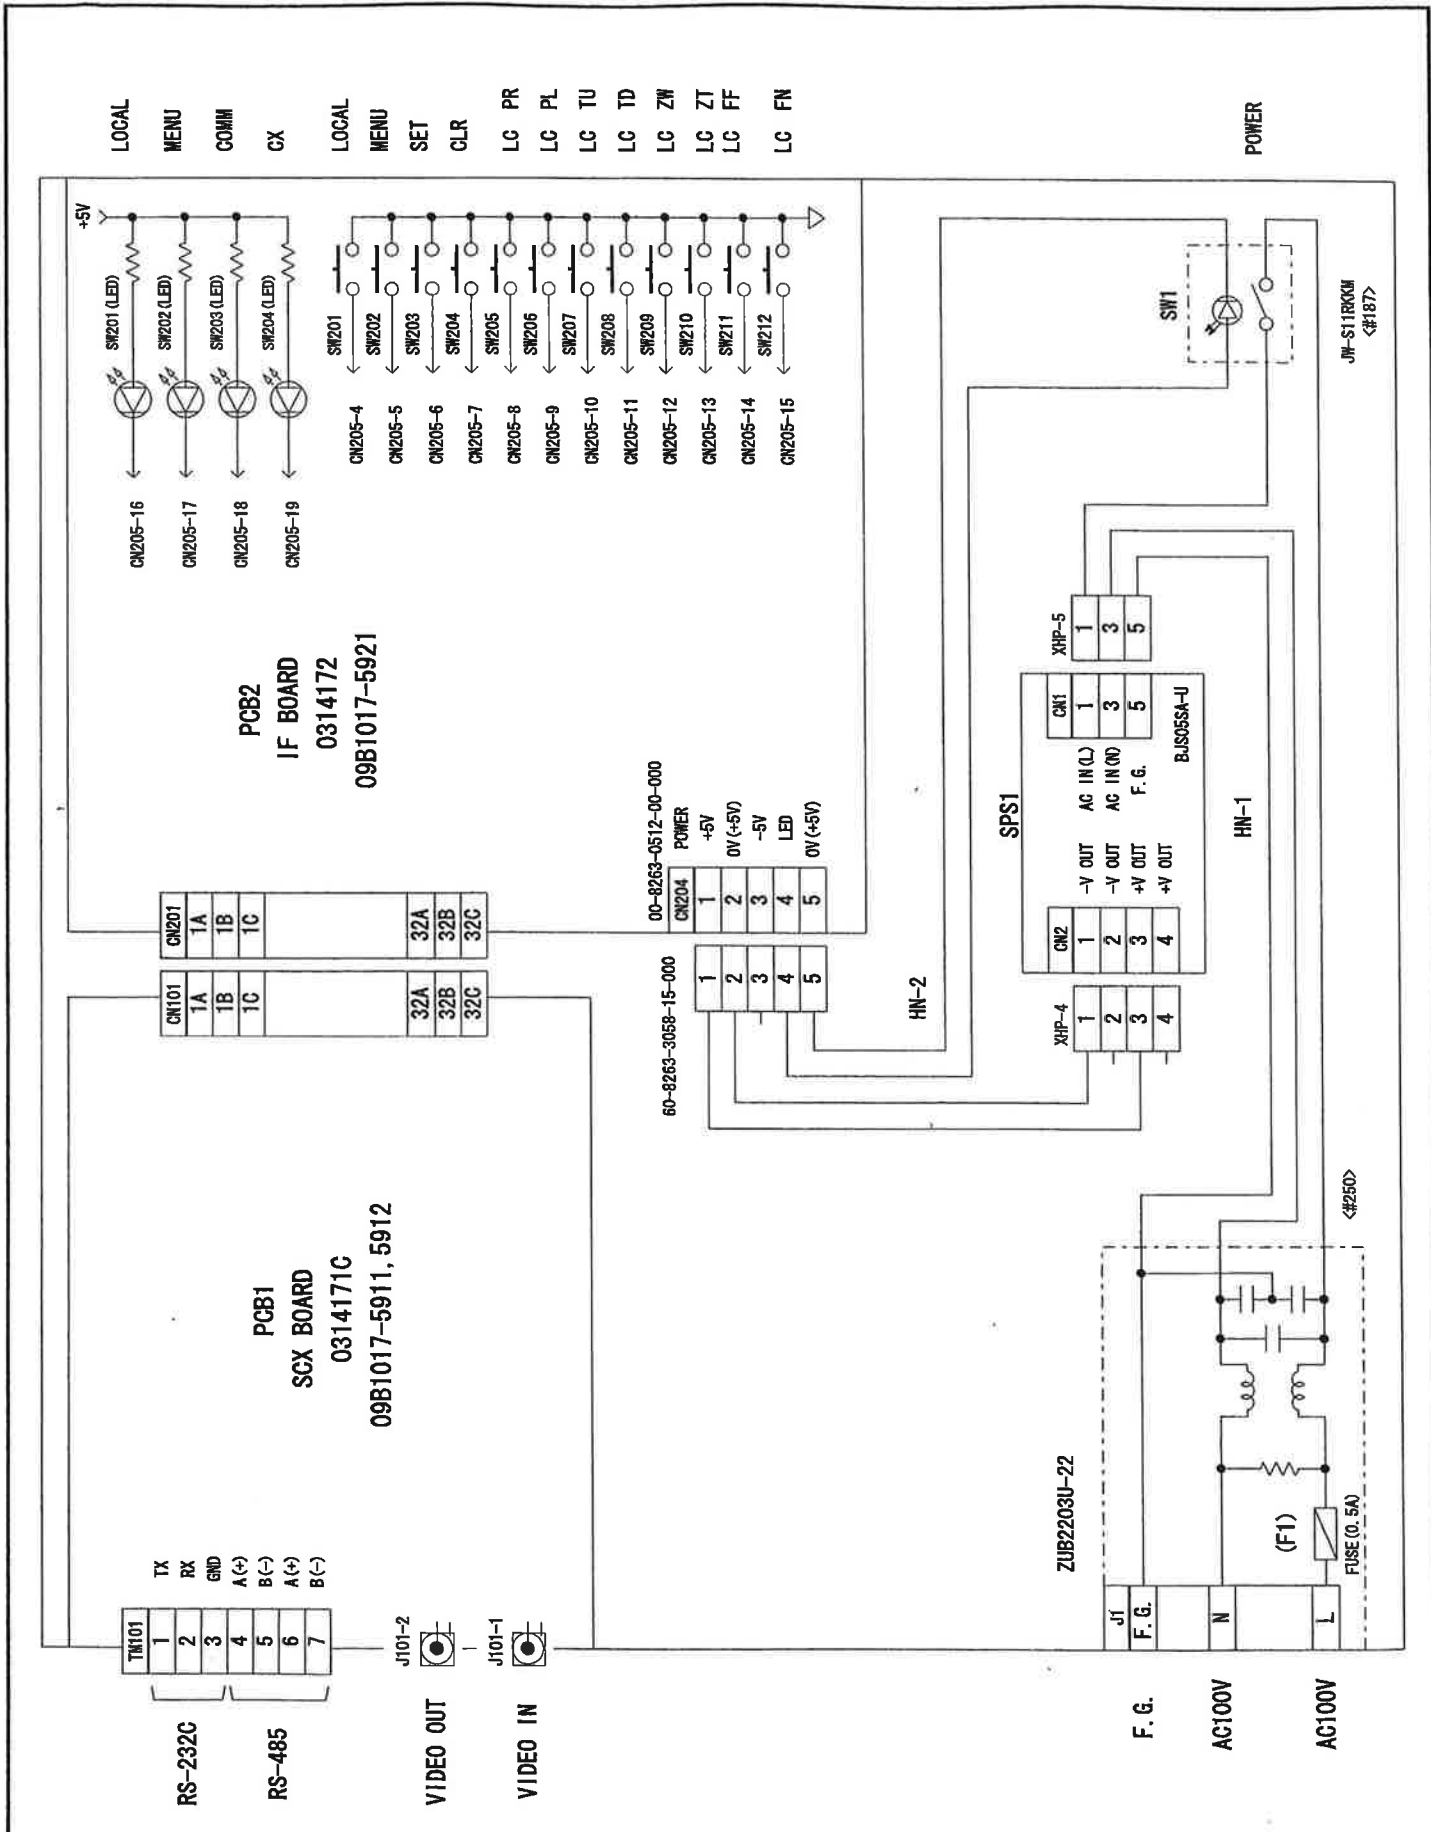 RS-232C
RS-485
VIDEO OUT
VIDEO IN
F.G.
AC100V
AC100V
TM101
1 TX
2 RX
3 GND
4 A(+)
5 B(-)
6 A(+)
7 B(-)
J101-2
J101-1
PCB1
SCX BOARD
0314171C
09B1017-5911, 5912
CN101
1A
1B
1C
32A
32B
32C
CN201
1A
1B
1C
32A
32B
32C
PCB2
IF BOARD
0314172
09B1017-5921
+5V
CN205-16 SW201(LED) LOCAL
CN205-17 SW202(LED) MENU
CN205-18 SW203(LED) COMM
CN205-19 SW204(LED) CX
CN205-4 SW201 LOCAL
CN205-5 SW202 MENU
CN205-6 SW203 SET
CN205-7 SW204 CLR
CN205-8 SW205 LC PR
CN205-9 SW206 LC PL
CN205-10 SW207 LC TU
CN205-11 SW208 LC TD
CN205-12 SW209 LC ZW
CN205-13 SW210 LC ZT
CN205-14 SW211 LC FF
CN205-15 SW212 LC FN
60-8263-3058-15-000
1
2
3
4
5
00-8263-0512-00-000
CN204 POWER
1 +5V
2 0V(+5V)
3 -5V
4 LED
5 0V(+5V)
HN-2
XHP-4
1
2
3
4
SPS1
CN2
1 -V OUT
2 -V OUT
3 +V OUT
4 +V OUT
CN1
AC IN(L) 1
AC IN(N) 3
F.G. 5
BJS05SA-U
XHP-5
1
3
5
HN-1
SW1
POWER
JW-S11RKKM
<#187>
ZUB2203U-22
J1
F.G.
N
L
(F1)
FUSE(0.5A)
<#250>